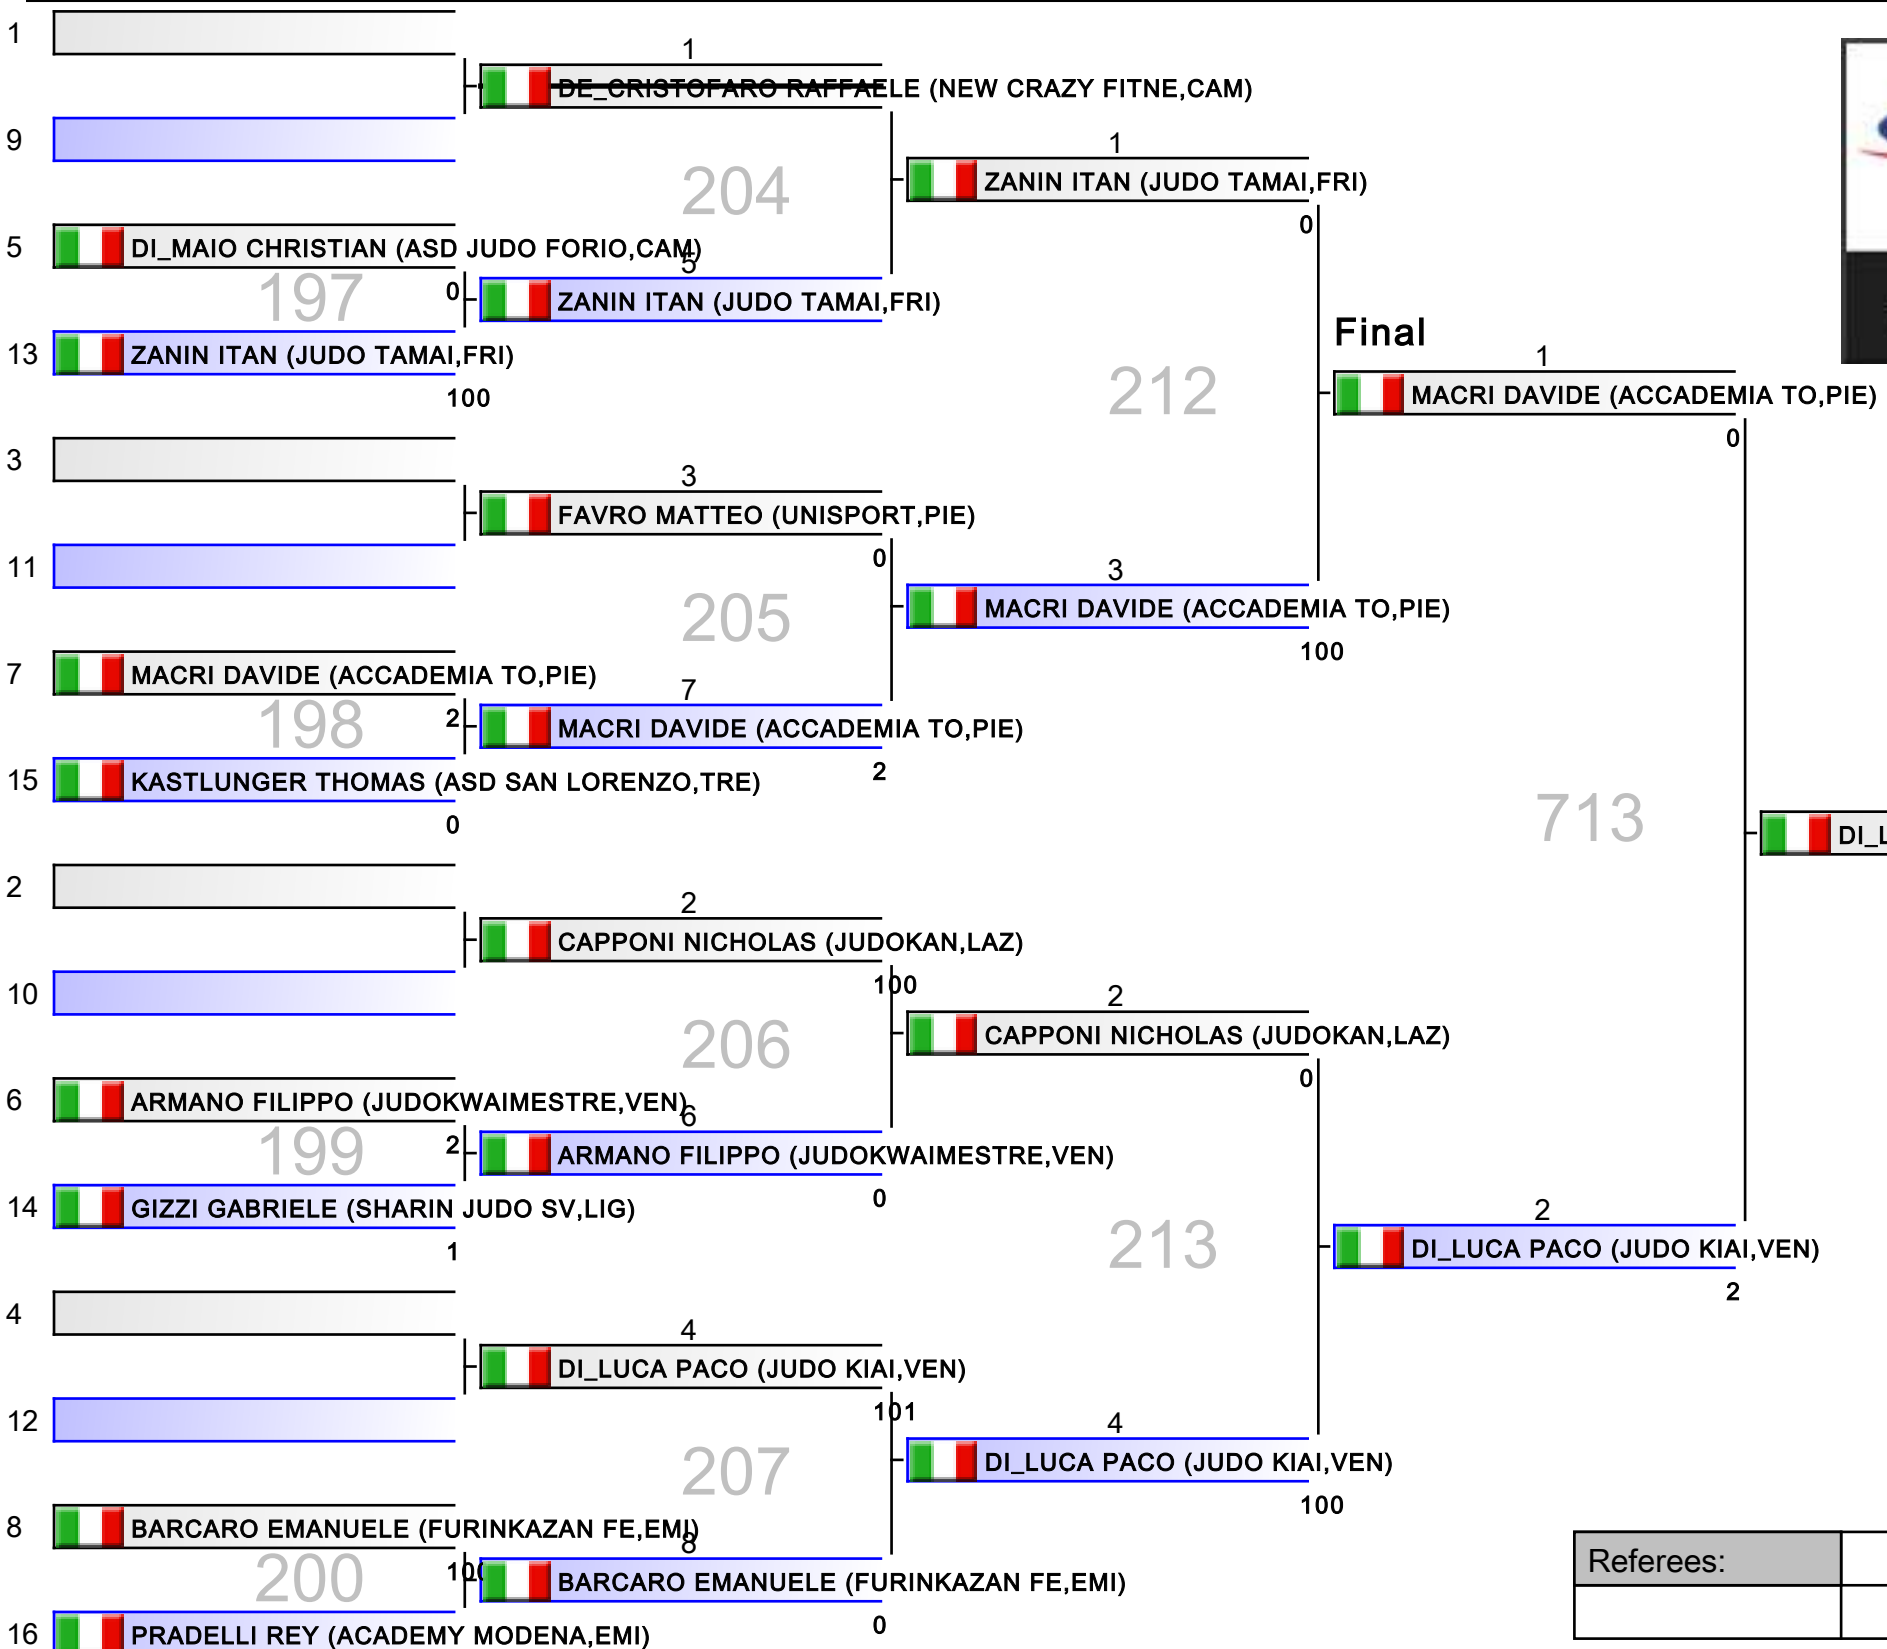 1
1
DE_CRISTOFARO RAFFAELE (NEW CRAZY FITNE,CAM)
9
204
1
ZANIN ITAN (JUDO TAMAI,FRI)
0
5
DI_MAIO CHRISTIAN (ASD JUDO FORIO,CAM)
197
0
5
ZANIN ITAN (JUDO TAMAI,FRI)
13
ZANIN ITAN (JUDO TAMAI,FRI)
100
212
Final
1
MACRI DAVIDE (ACCADEMIA TO,PIE)
0
3
3
FAVRO MATTEO (UNISPORT,PIE)
0
11
205
3
MACRI DAVIDE (ACCADEMIA TO,PIE)
100
7
MACRI DAVIDE (ACCADEMIA TO,PIE)
198
2
7
MACRI DAVIDE (ACCADEMIA TO,PIE)
2
15
KASTLUNGER THOMAS (ASD SAN LORENZO,TRE)
0
713
DI_L
2
2
CAPPONI NICHOLAS (JUDOKAN,LAZ)
100
10
206
2
CAPPONI NICHOLAS (JUDOKAN,LAZ)
0
6
ARMANO FILIPPO (JUDOKWAIMESTRE,VEN)
199
2
6
ARMANO FILIPPO (JUDOKWAIMESTRE,VEN)
0
14
GIZZI GABRIELE (SHARIN JUDO SV,LIG)
1
213
2
DI_LUCA PACO (JUDO KIAI,VEN)
2
4
4
DI_LUCA PACO (JUDO KIAI,VEN)
101
12
207
4
DI_LUCA PACO (JUDO KIAI,VEN)
100
8
BARCARO EMANUELE (FURINKAZAN FE,EMI)
200
100
8
BARCARO EMANUELE (FURINKAZAN FE,EMI)
0
16
PRADELLI REY (ACADEMY MODENA,EMI)
Referees: